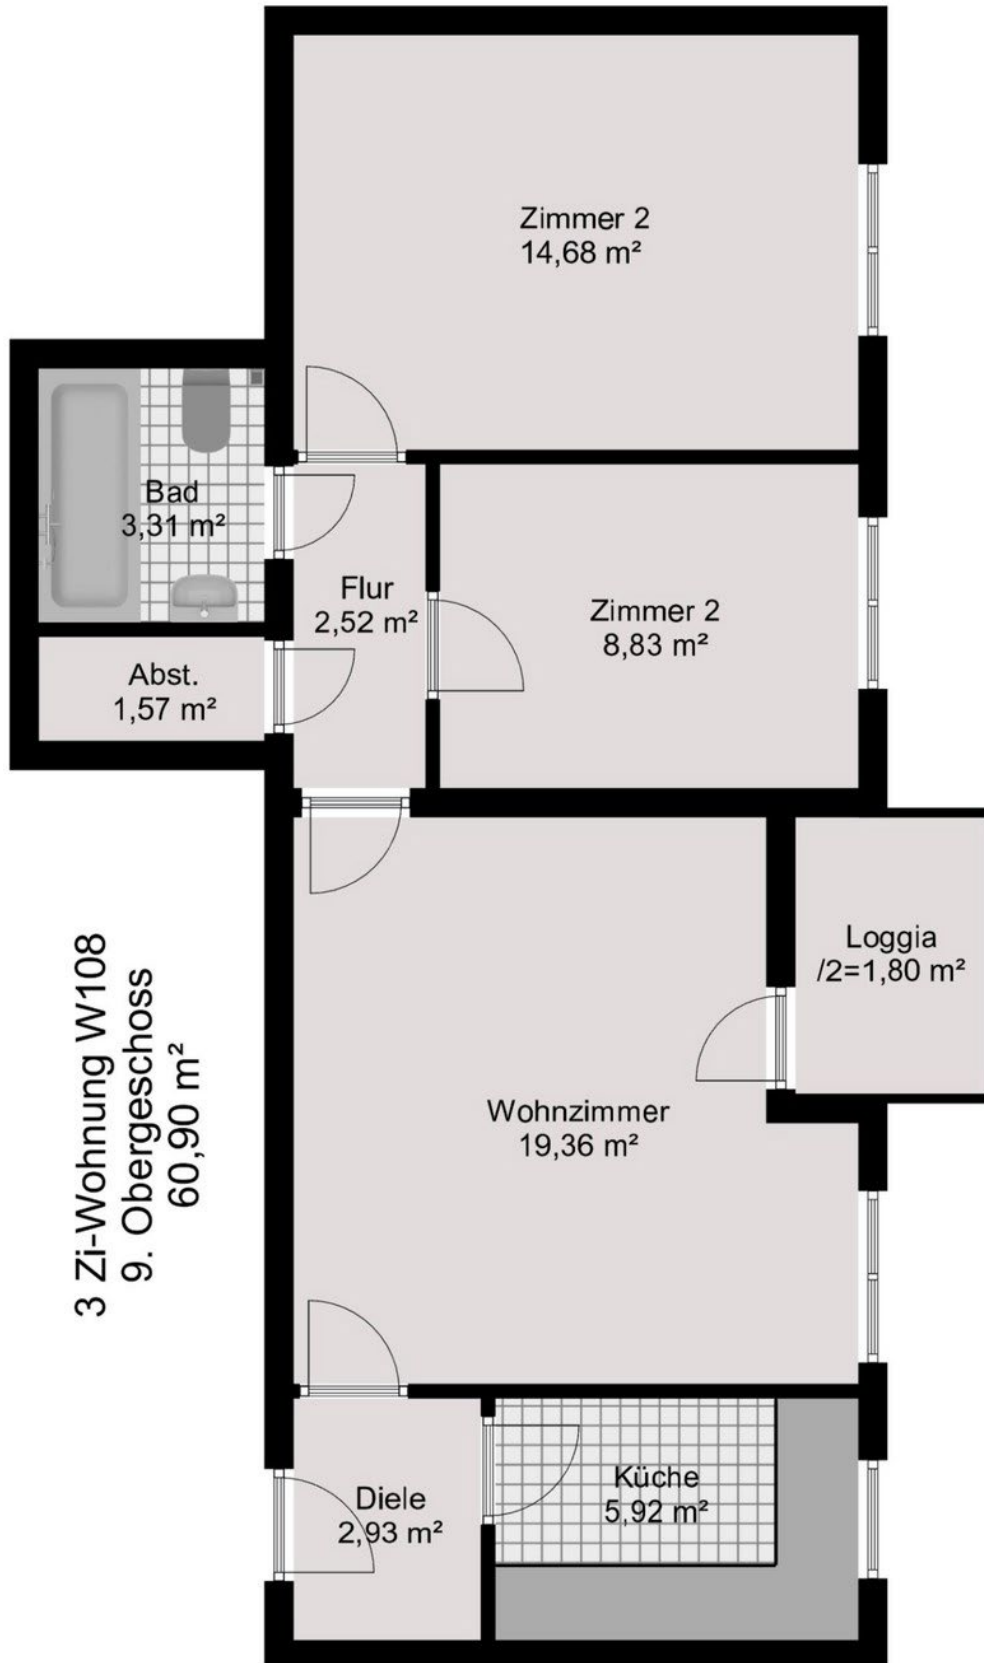 Zimmer 2
14,68 m²
Bad
3,31 m²
Flur
2,52 m²
Zimmer 2
8,83 m²
Abst.
1,57 m²
Loggia
/2=1,80 m²
3 Zi-Wohnung W108
9. Obergeschoss
60,90 m²
Wohnzimmer
19,36 m²
Diele
2,93 m²
Küche
5,92 m²